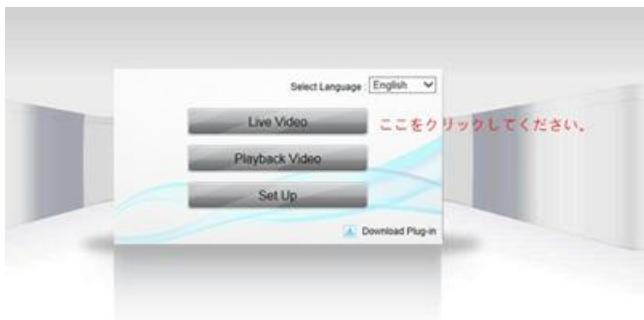 Select Language : English
Live Video
ここをクリックしてください。
Playback Video
Set Up
Download Plug-in